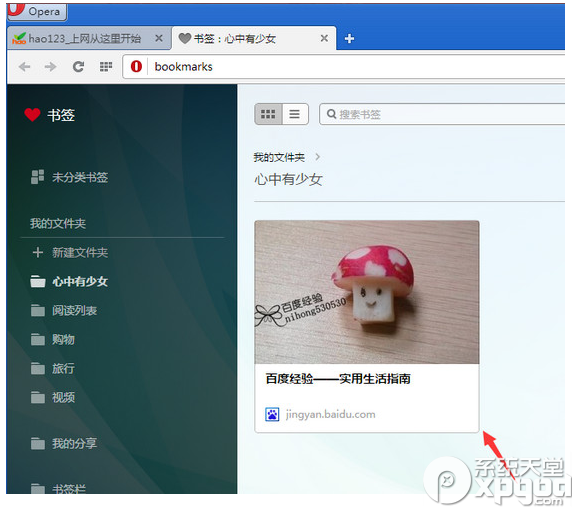 Opera
hao123_上网从这里开始
书签：心中有少女
bookmarks
书签
搜索书签
未分类书签
我的文件夹
心中有少女
我的文件夹
新建文件夹
心中有少女
阅读列表
购物
旅行
视频
我的分享
书签栏
百度经验
nihong530530
百度经验——实用生活指南
jingyan.baidu.com
系统天堂